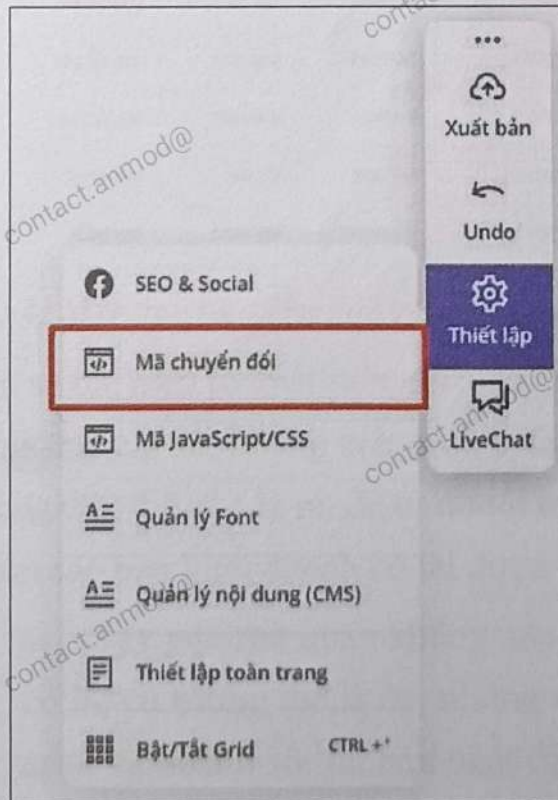 contact.anmod@
Xuất bản
contact.anmod@
Undo
SEO & Social
Thiết lập
Mã chuyển đổi
LiveChat
contact.anmod@
Mã JavaScript/CSS
Quản lý Font
Quản lý nội dung (CMS)
contact.anmod@
Thiết lập toàn trang
Bật/Tắt Grid CTRL +'